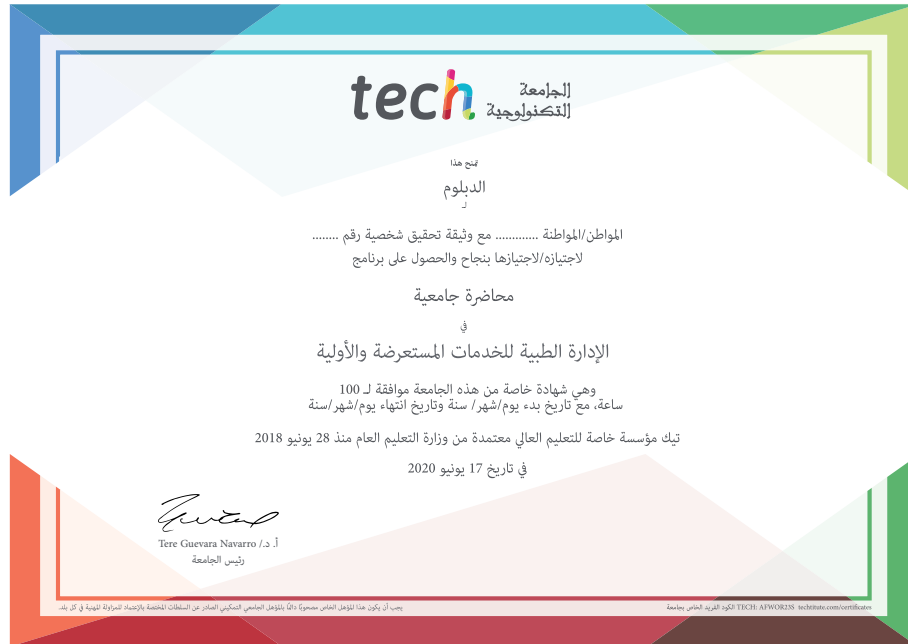 tech الجامعة
التكنولوجية
تمنح هذا
الدبلوم
لـ
المواطن/المواطنة ............. مع وثيقة تحقيق شخصية رقم ........
لاجتيازه/لاجتيازها بنجاح والحصول على برنامج
محاضرة جامعية
في
الإدارة الطبية للخدمات المستعرضة والأولية
وهي شهادة خاصة من هذه الجامعة موافقة لـ 100
ساعة، مع تاريخ بدء يوم/شهر/ سنة وتاريخ انتهاء يوم/شهر/سنة
تيك مؤسسة خاصة للتعليم العالي معتمدة من وزارة التعليم العام منذ 28 يونيو 2018
في تاريخ 17 يونيو 2020
أ. د./ Tere Guevara Navarro
رئيس الجامعة
يجب أن يكون هذا المؤهل الخاص مصحوبًا دائمًا بالمؤهل الجامعي التمكيني الصادر عن السلطات المختصة بالإعتماد للمزاولة المهنية في كل بلد.
الكود الفريد الخاص بجامعة TECH: AFWOR23S techtitute.com/certificates